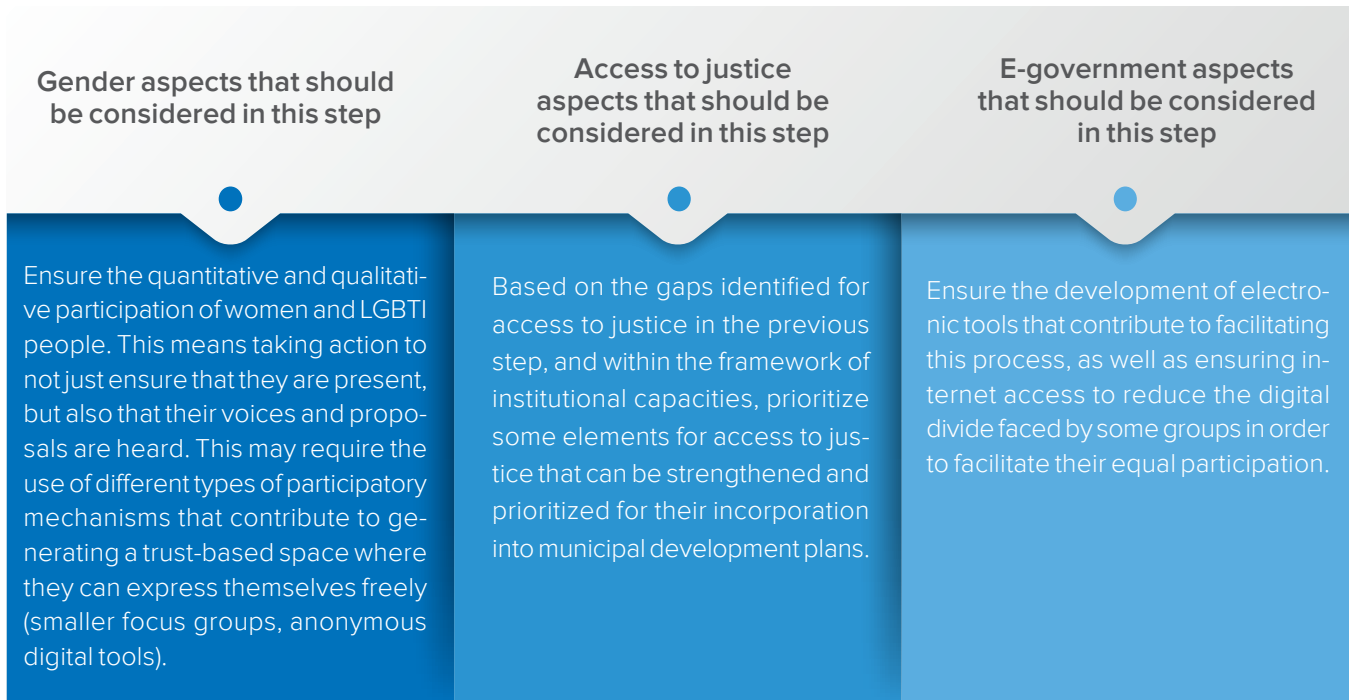 Gender aspects that should
be considered in this step
Access to justice
aspects that should be
considered in this step
E-government aspects
that should be considered
in this step
Ensure the quantitative and qualitati-
ve participation of women and LGBTI
people. This means taking action to
not just ensure that they are present,
but also that their voices and propo-
sals are heard. This may require the
use of different types of participatory
mechanisms that contribute to ge-
nerating a trust-based space where
they can express themselves freely
(smaller focus groups, anonymous
digital tools).
Based on the gaps identified for
access to justice in the previous
step, and within the framework of
institutional capacities, prioritize
some elements for access to jus-
tice that can be strengthened and
prioritized for their incorporation
into municipal development plans.
Ensure the development of electro-
nic tools that contribute to facilitating
this process, as well as ensuring in-
ternet access to reduce the digital
divide faced by some groups in order
to facilitate their equal participation.